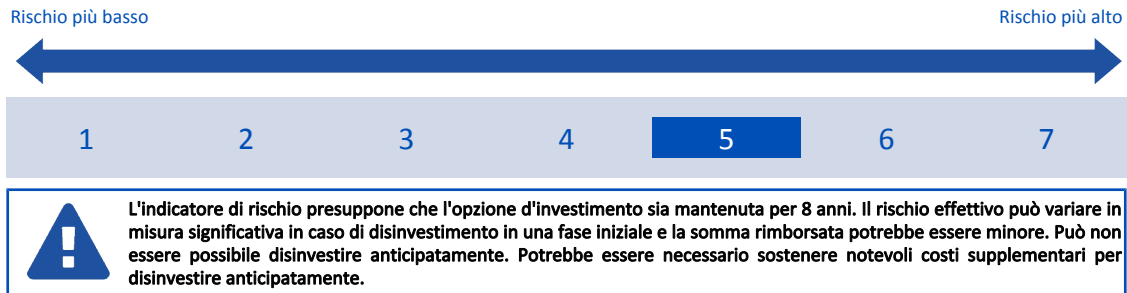 Rischio più basso Rischio più alto
1 2 3 4 5 6 7
L'indicatore di rischio presuppone che l'opzione d'investimento sia mantenuta per 8 anni. Il rischio effettivo può variare in
misura significativa in caso di disinvestimento in una fase iniziale e la somma rimborsata potrebbe essere minore. Può non
essere possibile disinvestire anticipatamente. Potrebbe essere necessario sostenere notevoli costi supplementari per
disinvestire anticipatamente.